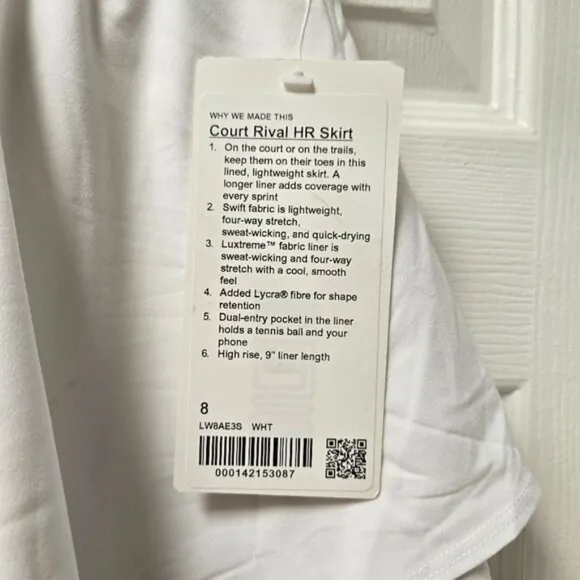 WHY WE MADE THIS
Court Rival HR Skirt
1. On the court or on the trails,
keep them on their toes in this
lined, lightweight skirt. A
longer liner adds coverage with
every sprint
2. Swift fabric is lightweight,
four-way stretch,
sweat-wicking, and quick-drying
3. Luxtreme™ fabric liner is
sweat-wicking and four-way
stretch with a cool, smooth
feel
4. Added Lycra® fibre for shape
retention
5. Dual-entry pocket in the liner
holds a tennis ball and your
phone
6. High rise, 9" liner length
8
LW8AE3S WHT
000142153087